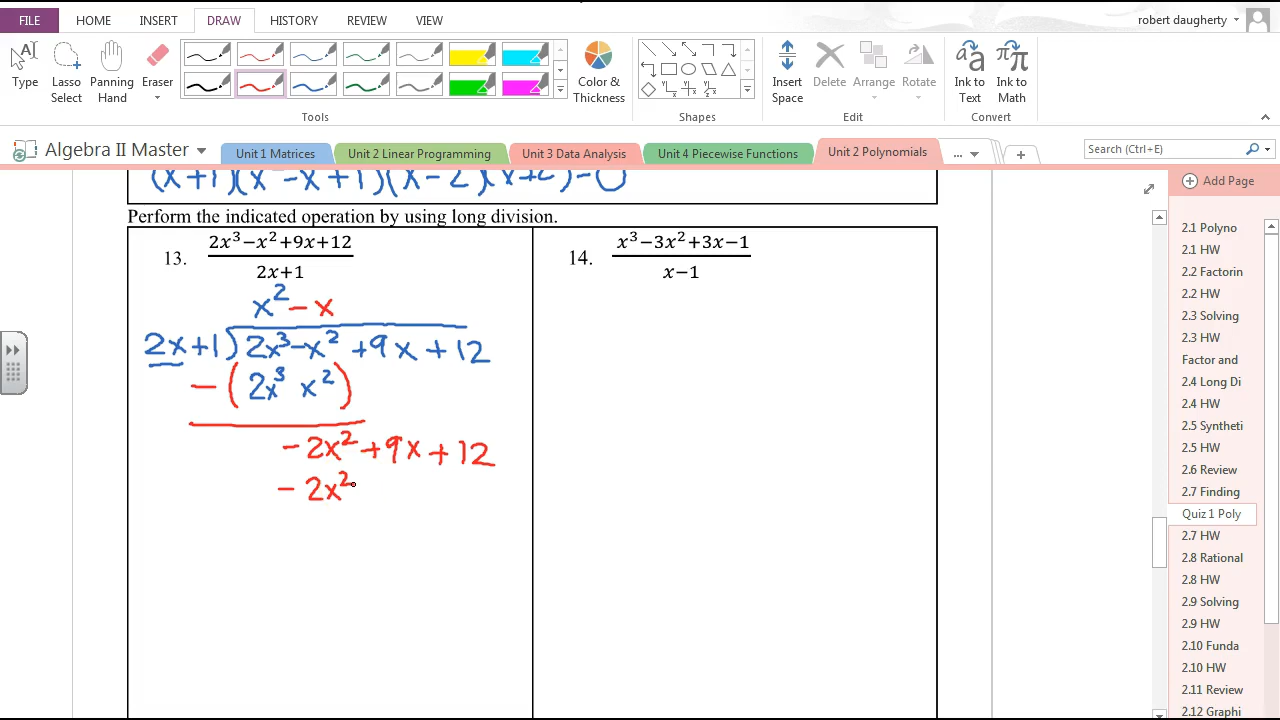 FILE HOME INSERT DRAW HISTORY REVIEW VIEW robert daugherty
Type Lasso Select Panning Hand Eraser Color & Thickness Insert Space Delete Arrange Rotate Ink to Text Ink to Math
Tools Shapes Edit Convert
Algebra II Master Unit 1 Matrices Unit 2 Linear Programming Unit 3 Data Analysis Unit 4 Piecewise Functions Unit 2 Polynomials ... Search (Ctrl+E)
Add Page
Perform the indicated operation by using long division.
13. 2x³−x²+9x+12
2x+1
x² − x
2x+1 ) 2x³ − x² + 9x + 12
− ( 2x³ x² )
− 2x² + 9x + 12
− 2x²
14. x³−3x²+3x−1
x−1
2.1 Polyno
2.1 HW
2.2 Factorin
2.2 HW
2.3 Solving
2.3 HW
Factor and
2.4 Long Di
2.4 HW
2.5 Syntheti
2.5 HW
2.6 Review
2.7 Finding
Quiz 1 Poly
2.7 HW
2.8 Rational
2.8 HW
2.9 Solving
2.9 HW
2.10 Funda
2.10 HW
2.11 Review
2.12 Graphi